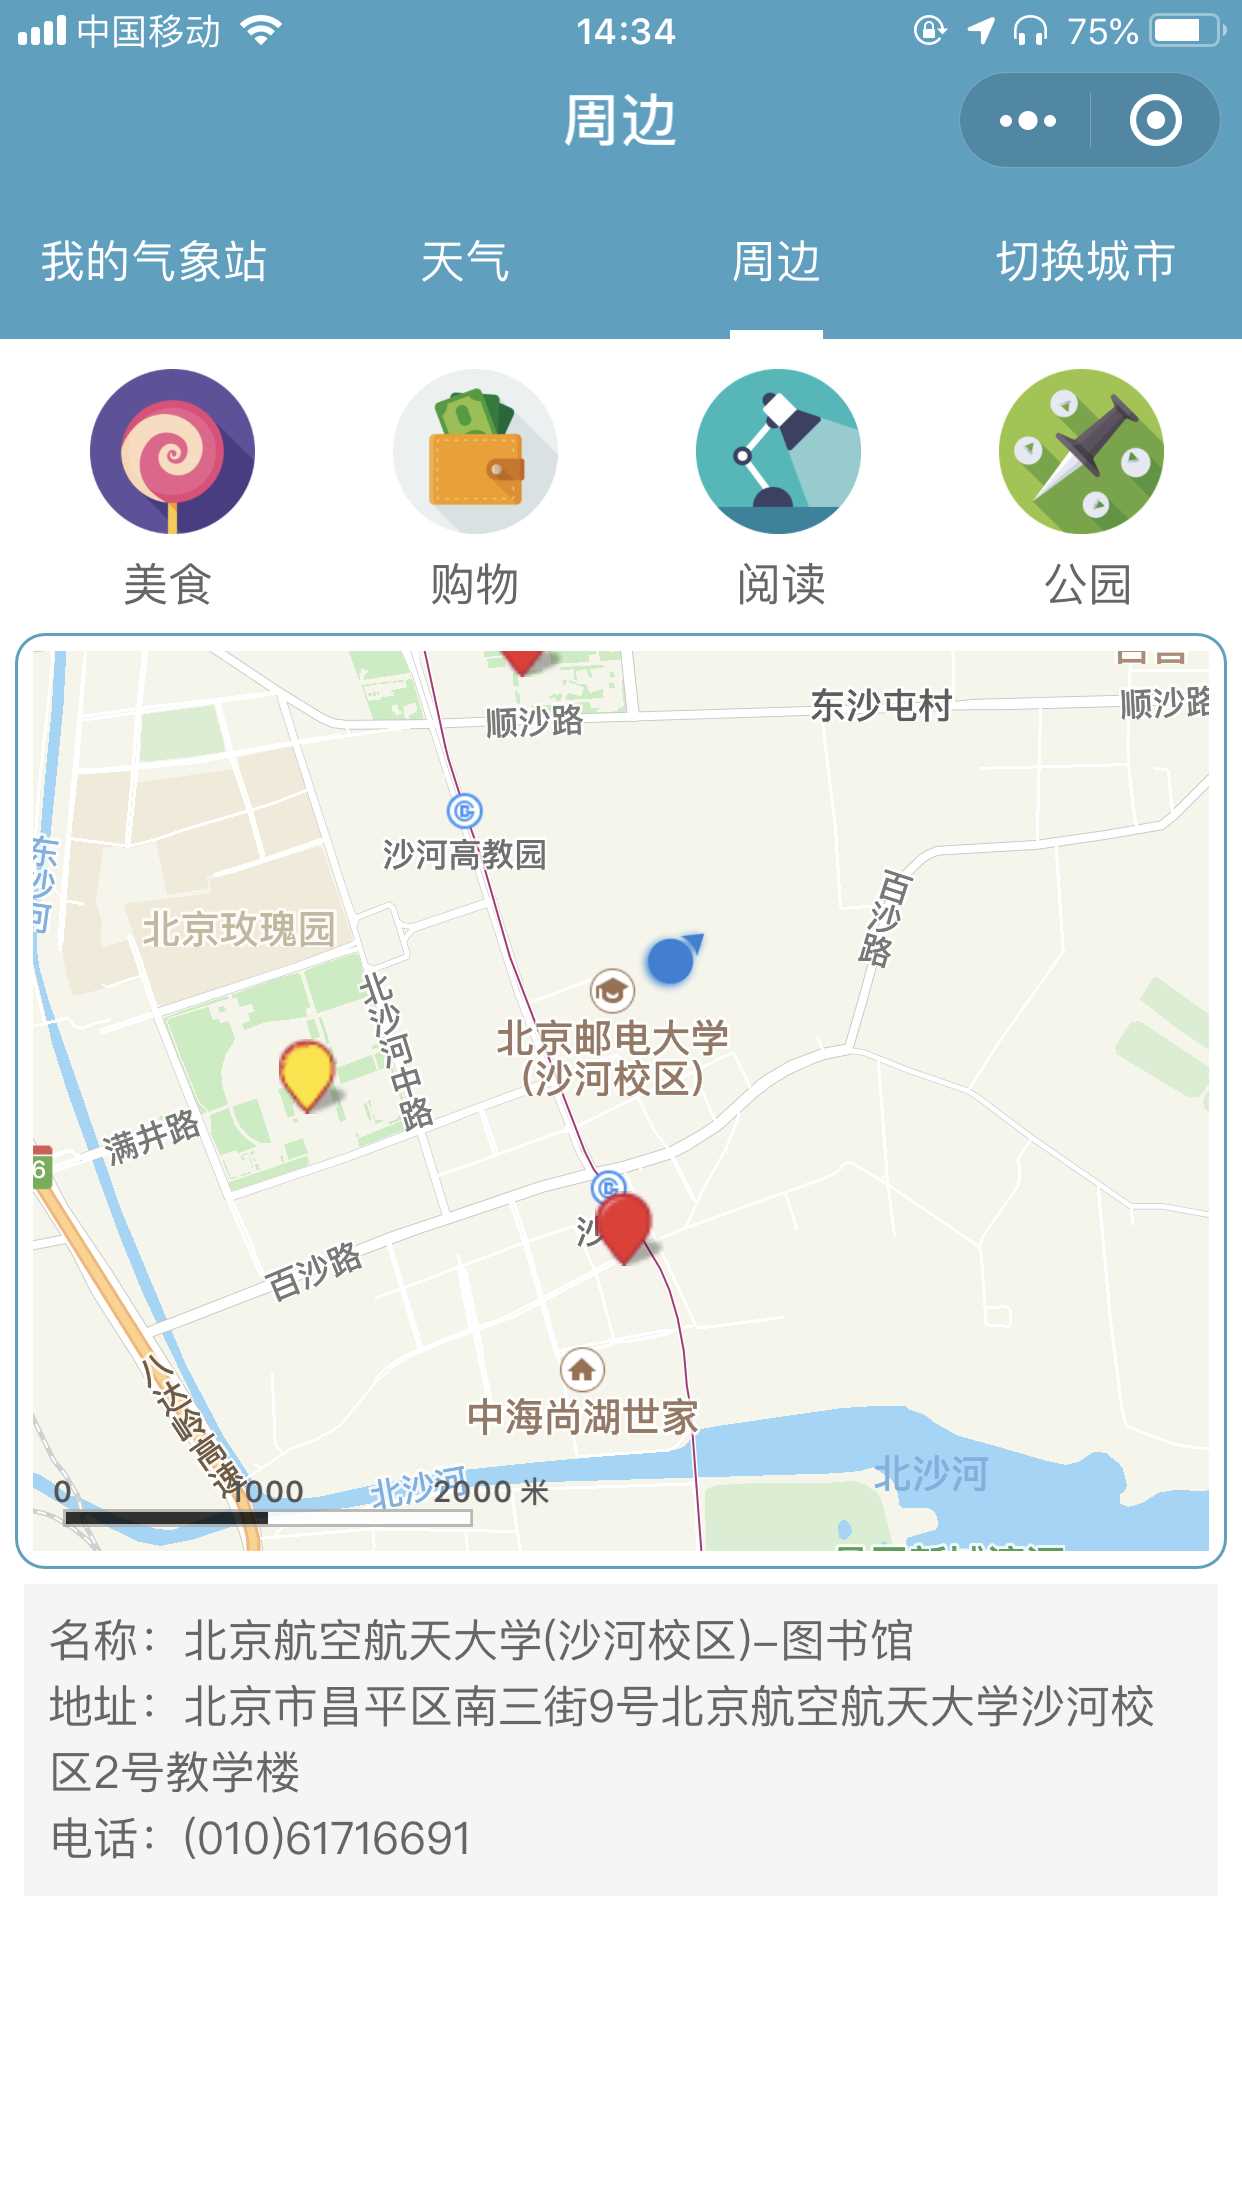 中国移动
14:34
75%
周边
我的气象站
天气
周边
切换城市
美食
购物
阅读
公园
东沙屯村
顺沙路
顺沙路
沙河高教园
东沙河
百沙路
北京玫瑰园
北沙河中路
北京邮电大学
(沙河校区)
满井路
6
沙
百沙路
八达岭高速
中海尚湖世家
北沙河
北沙河
0
1000
2000 米
名称：北京航空航天大学(沙河校区)-图书馆
地址：北京市昌平区南三街9号北京航空航天大学沙河校
区2号教学楼
电话：(010)61716691